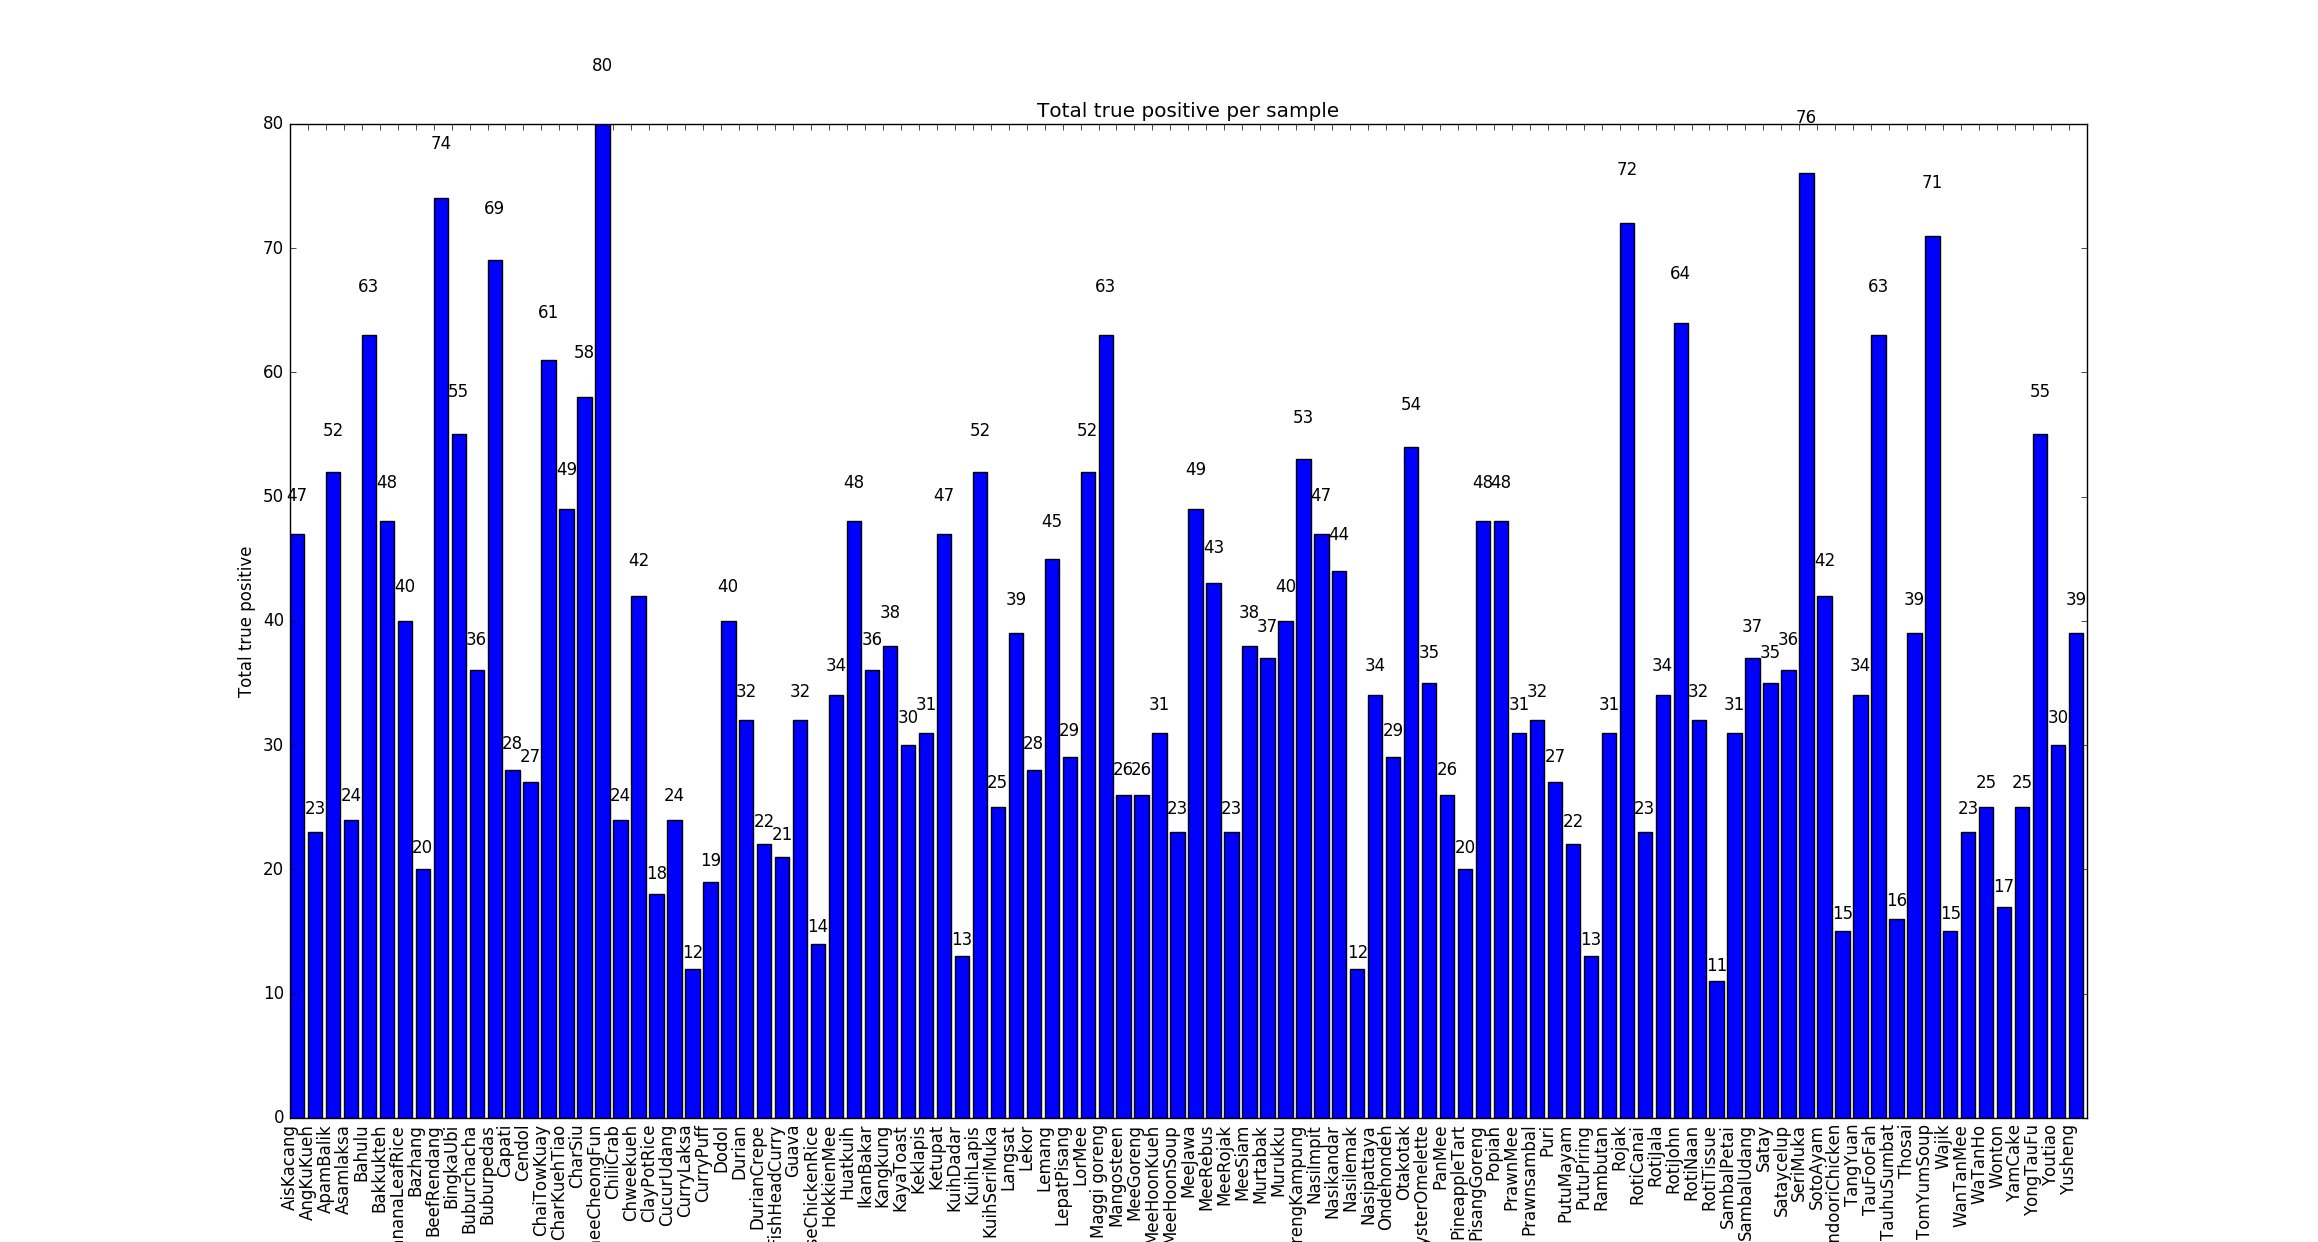 Total true positive per sample
Total true positive
80
70
60
50
40
30
20
10
0
47
23
52
24
63
48
40
20
74
55
36
69
28
27
61
49
58
80
24
42
18
24
12
19
40
32
22
21
32
14
34
48
36
38
30
31
47
13
52
25
39
28
45
29
52
63
26
26
31
23
49
43
23
38
37
40
53
47
44
12
34
29
54
35
26
20
48
48
31
32
27
22
13
31
72
23
34
64
32
11
31
37
35
36
76
42
15
34
63
16
39
71
15
23
25
17
25
55
30
39
AisKacang
AngKuKueh
ApamBalik
Asamlaksa
Bahulu
Bakkukteh
nanaLeafRice
Bazhang
BeefRendang
BingkaUbi
Buburchacha
Buburpedas
Capati
Cendol
ChaiTowKuay
CharKuehTiao
CharSiu
eeCheongFun
ChiliCrab
Chweekueh
ClayPotRice
CucurUdang
CurryLaksa
CurryPuff
Dodol
Durian
DurianCrepe
FishHeadCurry
Guava
seChickenRice
HokkienMee
Huatkuih
IkanBakar
Kangkung
KayaToast
Keklapis
Ketupat
KuihDadar
KuihLapis
KuihSeriMuka
Langsat
Lekor
Lemang
LepatPisang
LorMee
Maggi goreng
Mangosteen
MeeGoreng
MeeHoonKueh
MeeHoonSoup
MeeJawa
MeeRebus
MeeRojak
MeeSiam
Murtabak
Murukku
rengKampung
NasiImpit
Nasikandar
Nasilemak
Nasipattaya
Ondehondeh
Otakotak
ysterOmelette
PanMee
PineappleTart
PisangGoreng
Popiah
PrawnMee
Prawnsambal
Puri
PutuMayam
PutuPiring
Rambutan
Rojak
RotiCanai
RotiJala
RotiJohn
RotiNaan
RotiTissue
SambalPetai
SambalUdang
Satay
Sataycelup
SeriMuka
SotoAyam
ndooriChicken
TangYuan
TauFooFah
TauhuSumbat
Thosai
TomYumSoup
Wajik
WanTanMee
WaTanHo
Wonton
YamCake
YongTauFu
Youtiao
Yusheng